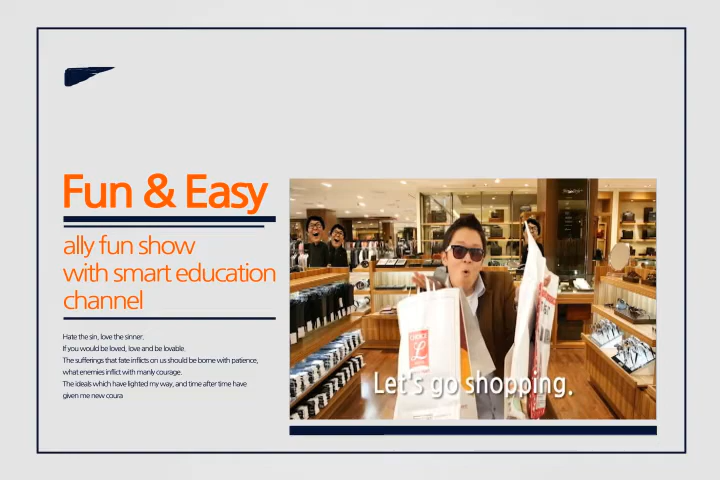 Fun & Easy
ally fun show
with smart education
channel
Hate the sin, love the sinner.
If you would be loved, love and be lovable.
The sufferings that fate inflicts on us should be borne with patience,
what enemies inflict with manly courage.
The ideals which have lighted my way, and time after time have
given me new coura
L
Let's go shopping.